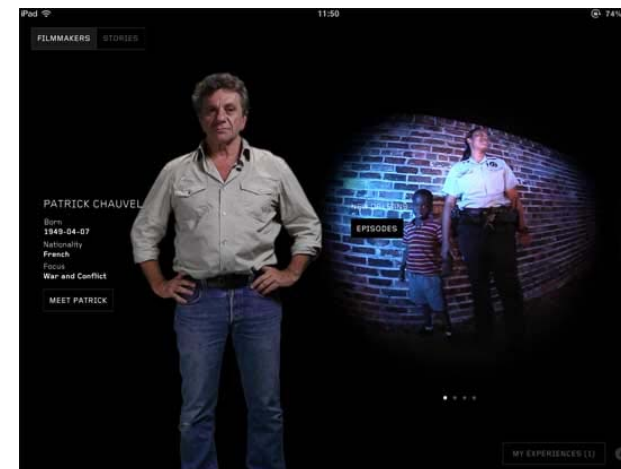 iPad
11:50
74%
FILMMAKERS STORIES
PATRICK CHAUVEL
Born
1949-04-07
Nationality
French
Focus
War and Conflict
MEET PATRICK
EPISODES
MY EXPERIENCES (1)